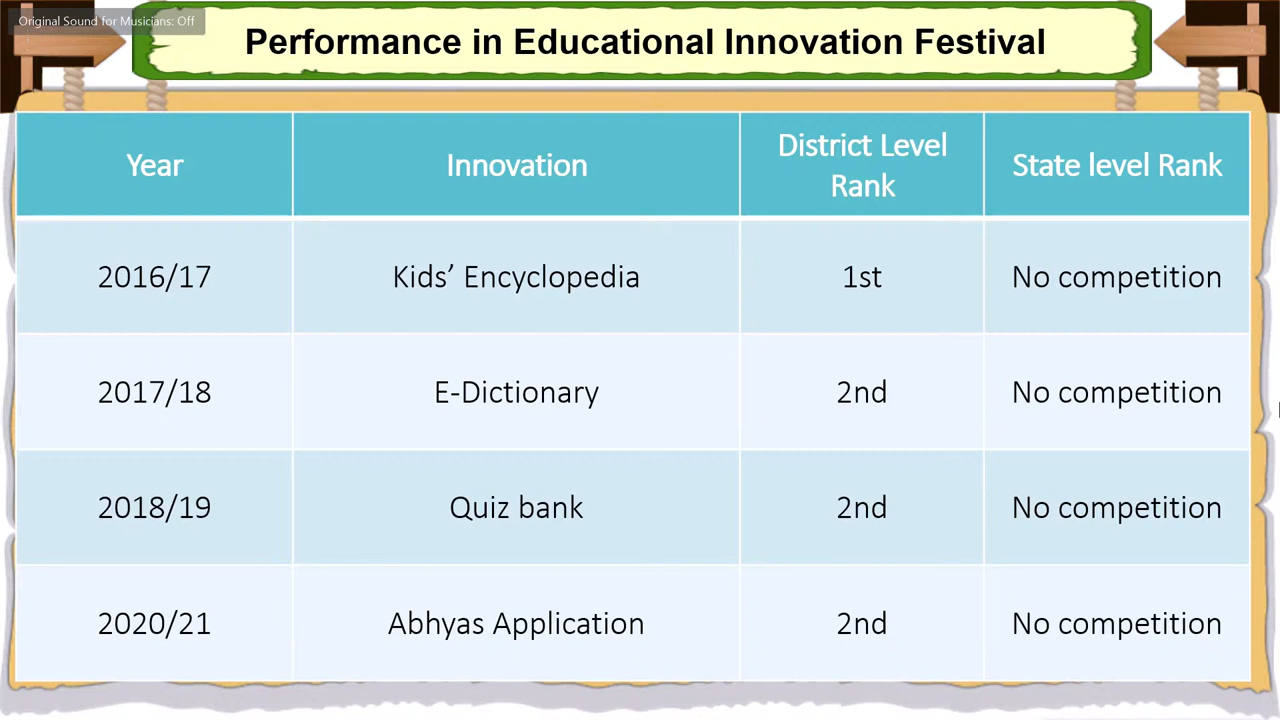 Original Sound for Musicians: Off
Performance in Educational Innovation Festival
Year
Innovation
District Level
Rank
State level Rank
2016/17
Kids’ Encyclopedia
1st
No competition
2017/18
E-Dictionary
2nd
No competition
2018/19
Quiz bank
2nd
No competition
2020/21
Abhyas Application
2nd
No competition